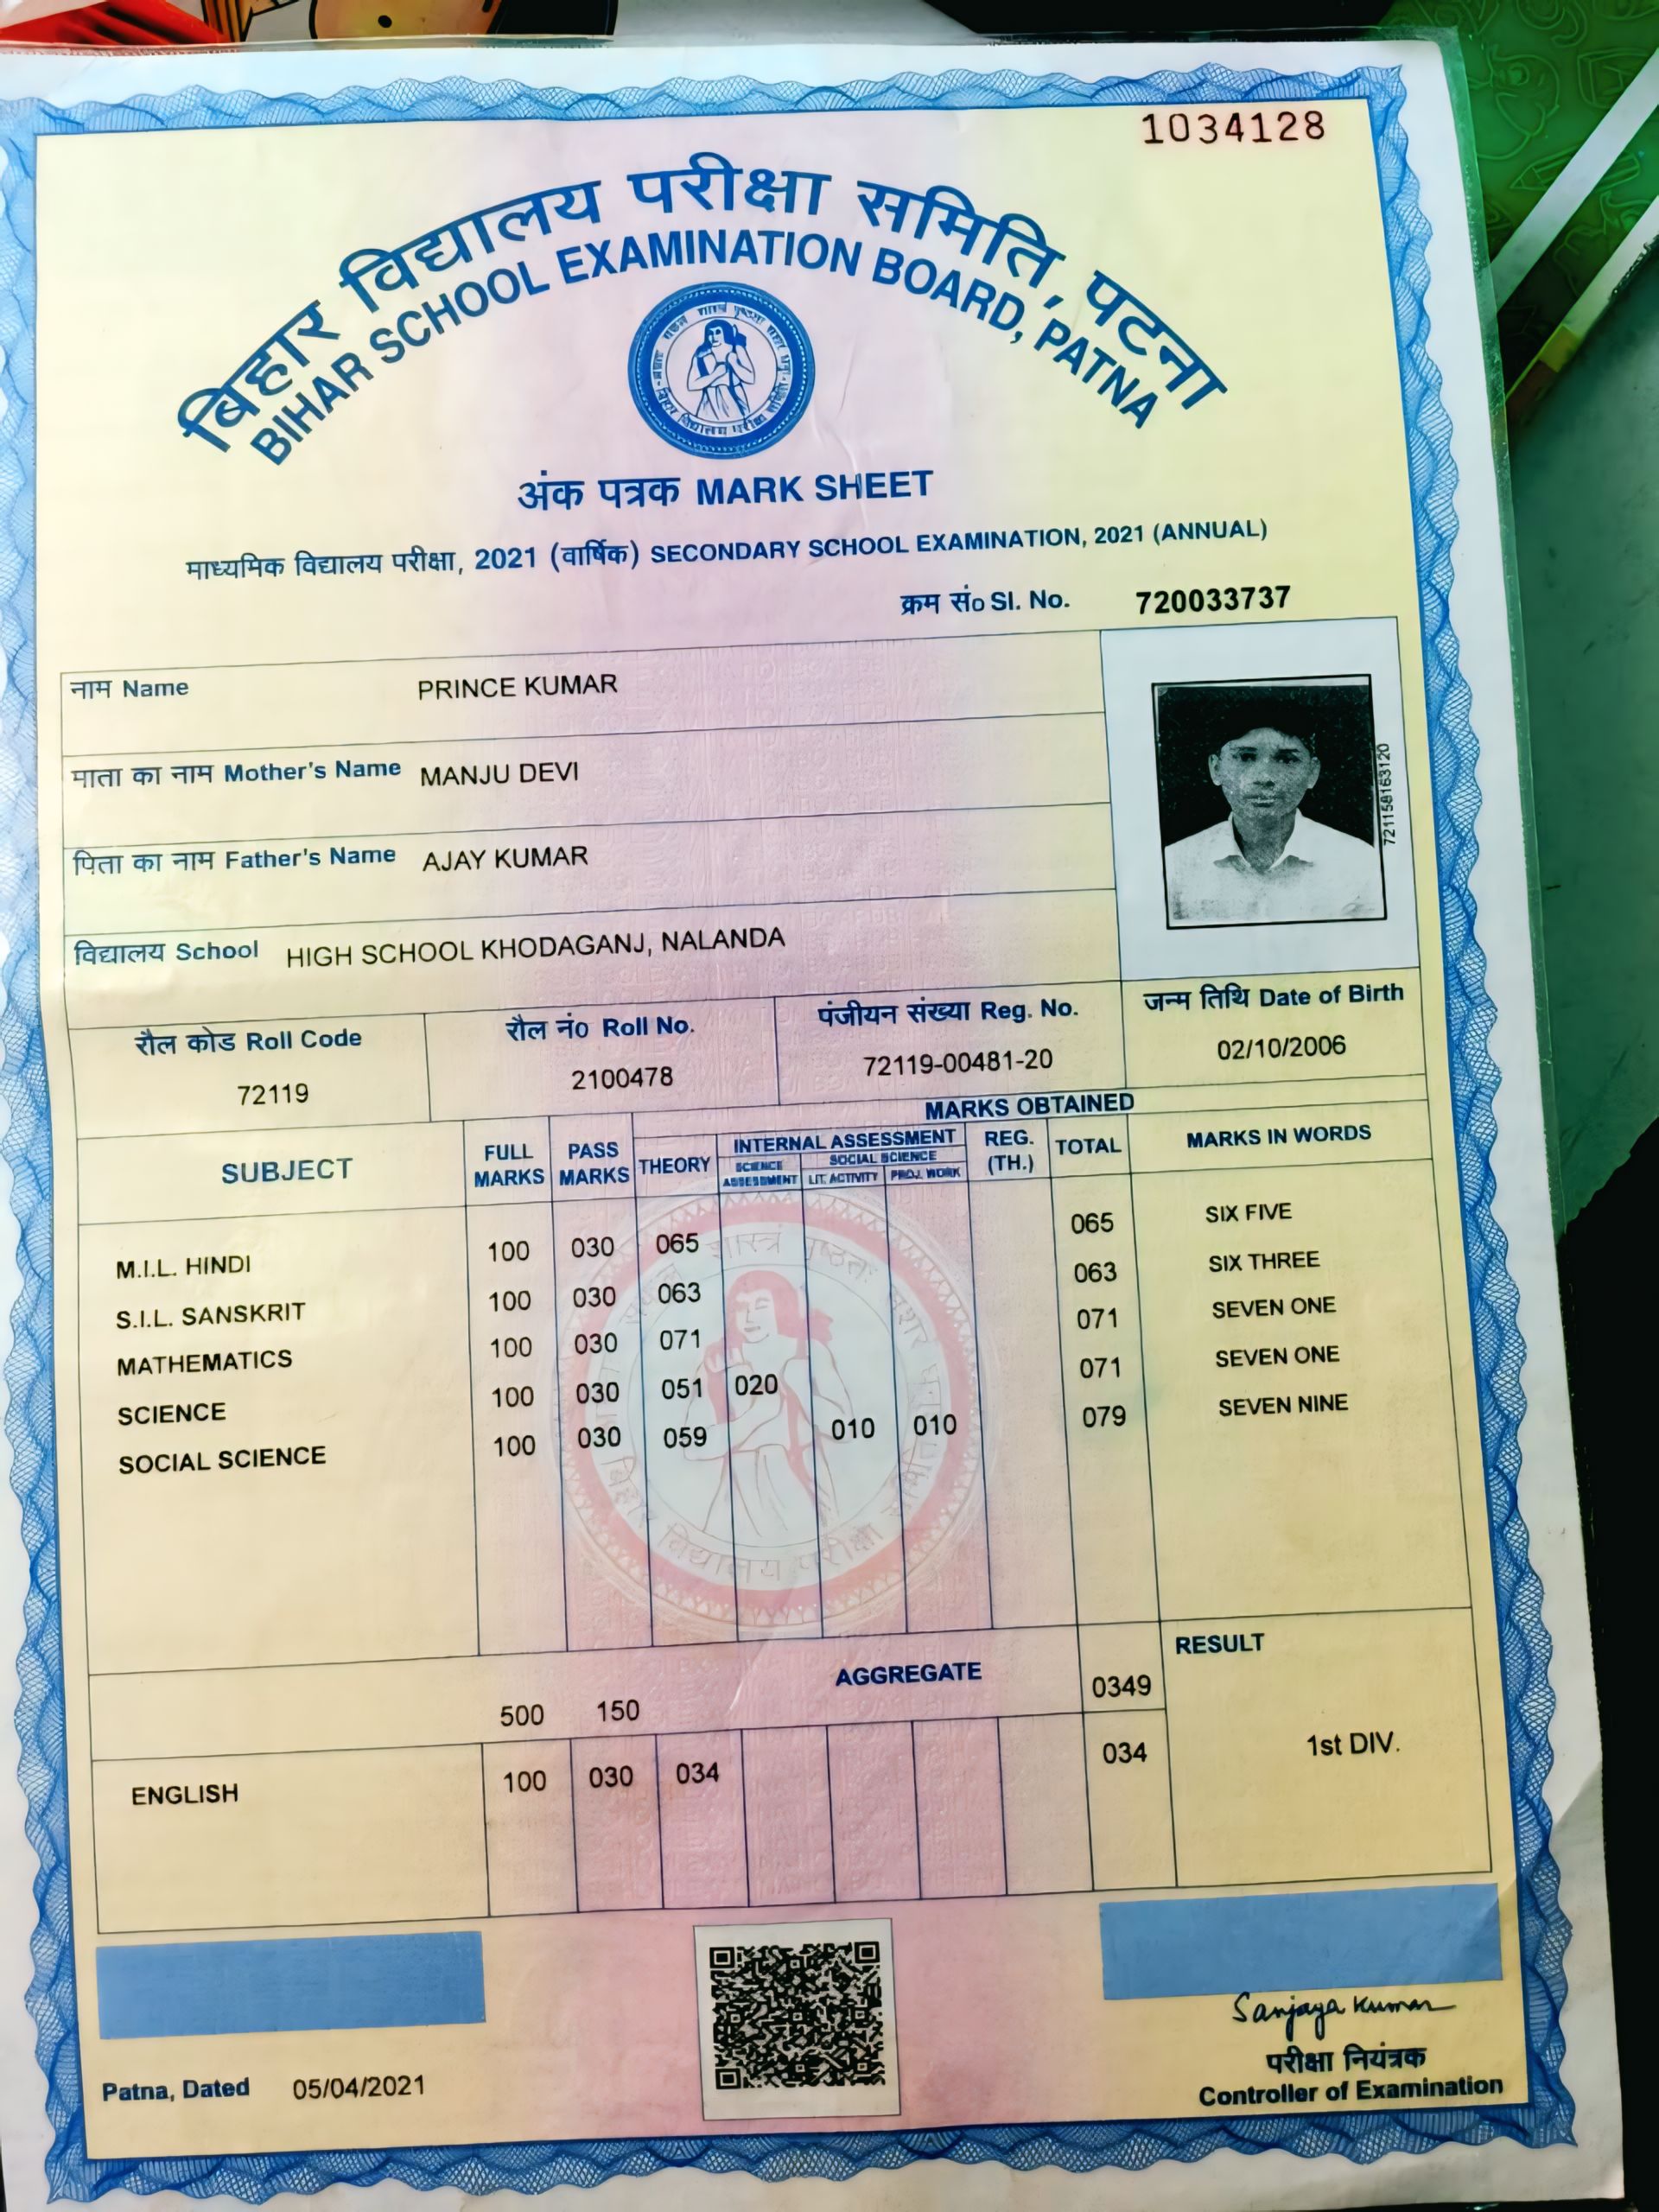 1034128
बिहार विद्यालय परीक्षा समिति, पटना
BIHAR SCHOOL EXAMINATION BOARD, PATNA
अंक पत्रक MARK SHEET
माध्यमिक विद्यालय परीक्षा, 2021 (वार्षिक) SECONDARY SCHOOL EXAMINATION, 2021 (ANNUAL)
क्रम सं० Sl. No. 720033737
नाम Name PRINCE KUMAR
माता का नाम Mother's Name MANJU DEVI
पिता का नाम Father's Name AJAY KUMAR
विद्यालय School HIGH SCHOOL KHODAGANJ, NALANDA
721158163120
रौल कोड Roll Code रौल नं० Roll No. पंजीयन संख्या Reg. No. जन्म तिथि Date of Birth
72119 2100478 72119-00481-20 02/10/2006
MARKS OBTAINED
SUBJECT FULL MARKS PASS MARKS THEORY INTERNAL ASSESSMENT REG. (TH.) TOTAL MARKS IN WORDS
SCIENCE ASSESSMENT SOCIAL SCIENCE
LIT. ACTIVITY PROJ. WORK
M.I.L. HINDI 100 030 065 065 SIX FIVE
S.I.L. SANSKRIT 100 030 063 063 SIX THREE
MATHEMATICS 100 030 071 071 SEVEN ONE
SCIENCE 100 030 051 020 071 SEVEN ONE
SOCIAL SCIENCE 100 030 059 010 010 079 SEVEN NINE
500 150 AGGREGATE 0349 RESULT
1st DIV.
ENGLISH 100 030 034 034
Sanjaya Kumar
परीक्षा नियंत्रक
Controller of Examination
Patna, Dated 05/04/2021